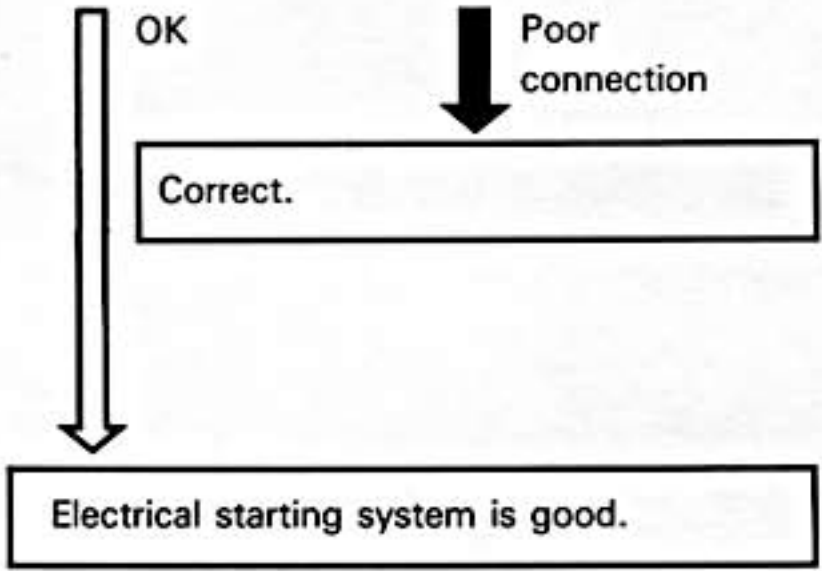 OK
Poor
connection
Correct.
Electrical starting system is good.